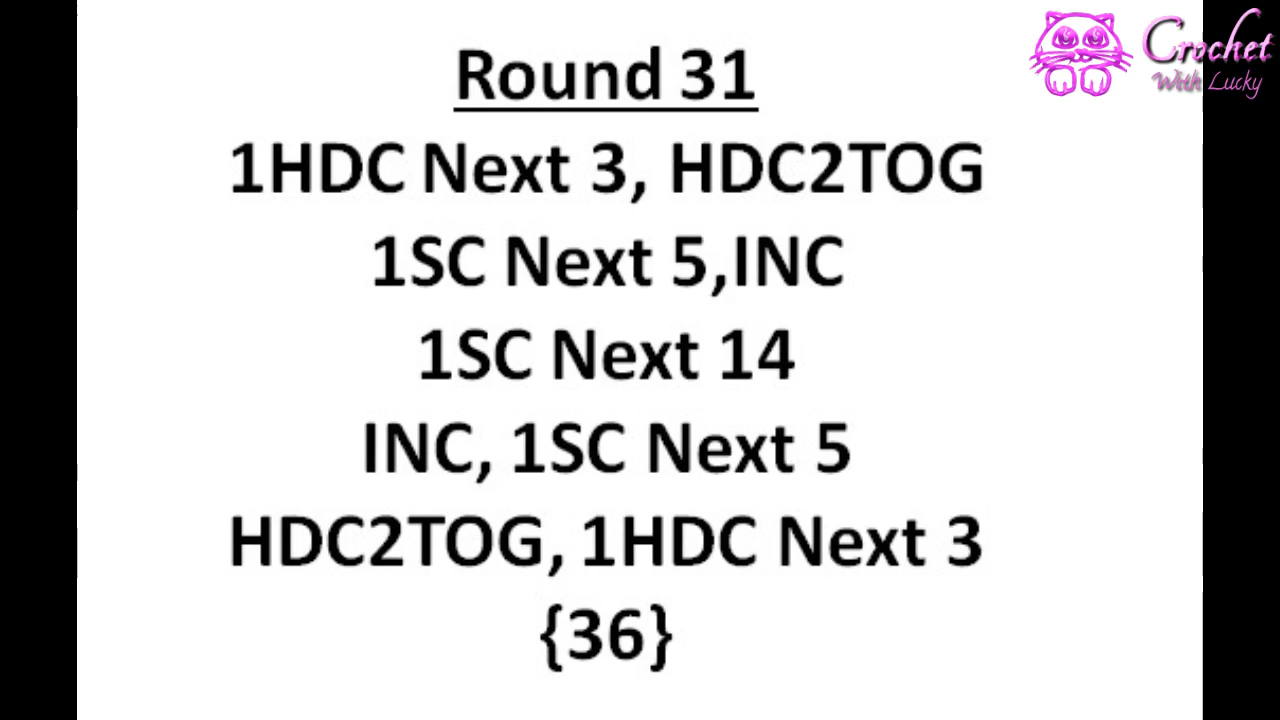 Round 31
1HDC Next 3, HDC2TOG
1SC Next 5,INC
1SC Next 14
INC, 1SC Next 5
HDC2TOG, 1HDC Next 3
{36}
Crochet
With Lucky